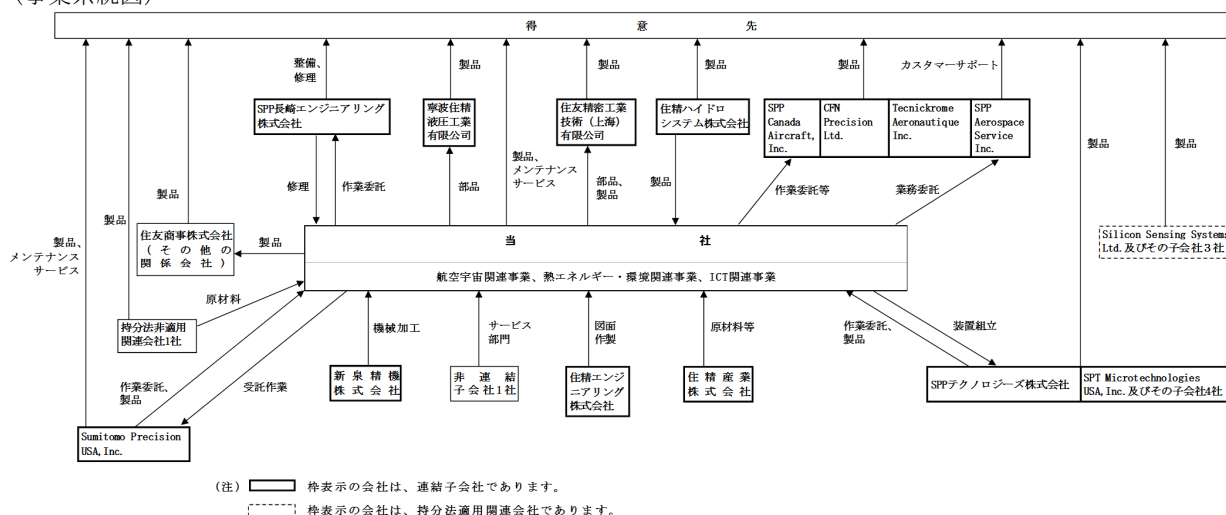 (事業系統図)
得意先
整備、
修理
製品
製品
製品
製品
カスタマーサポート
SPP長崎エンジニアリング
株式会社
寧波住精
液圧工業
有限公司
住友精密工業
技術（上海）
有限公司
住精ハイドロ
システム株式会社
SPP
Canada
Aircraft,
Inc.
CFN
Precision
Ltd.
Tecnickrome
Aeronautique
Inc.
SPP
Aerospace
Service
Inc.
製品
製品
製品
製品
製品、
メンテナンス
サービス
製品、
メンテナンス
サービス
修理
作業委託
部品
部品、
製品
製品
作業委託等
業務委託
住友商事株式会社
（その他の
関係会社）
製品
当社
航空宇宙関連事業、熱エネルギー・環境関連事業、ICT関連事業
Silicon Sensing Systems
Ltd.及びその子会社3社
原材料
持分法非適用
関連会社1社
機械加工
サービス
部門
図面
作製
原材料等
作業委託、
製品
装置組立
作業委託、
製品
受託作業
新泉精機
株式会社
非連結
子会社1社
住精エンジ
ニアリング
株式会社
住精産業
株式会社
SPPテクノロジーズ株式会社
SPT Microtechnologies
USA,Inc.及びその子会社4社
Sumitomo Precision
USA,Inc.
(注) 枠表示の会社は、連結子会社であります。
枠表示の会社は、持分法適用関連会社であります。